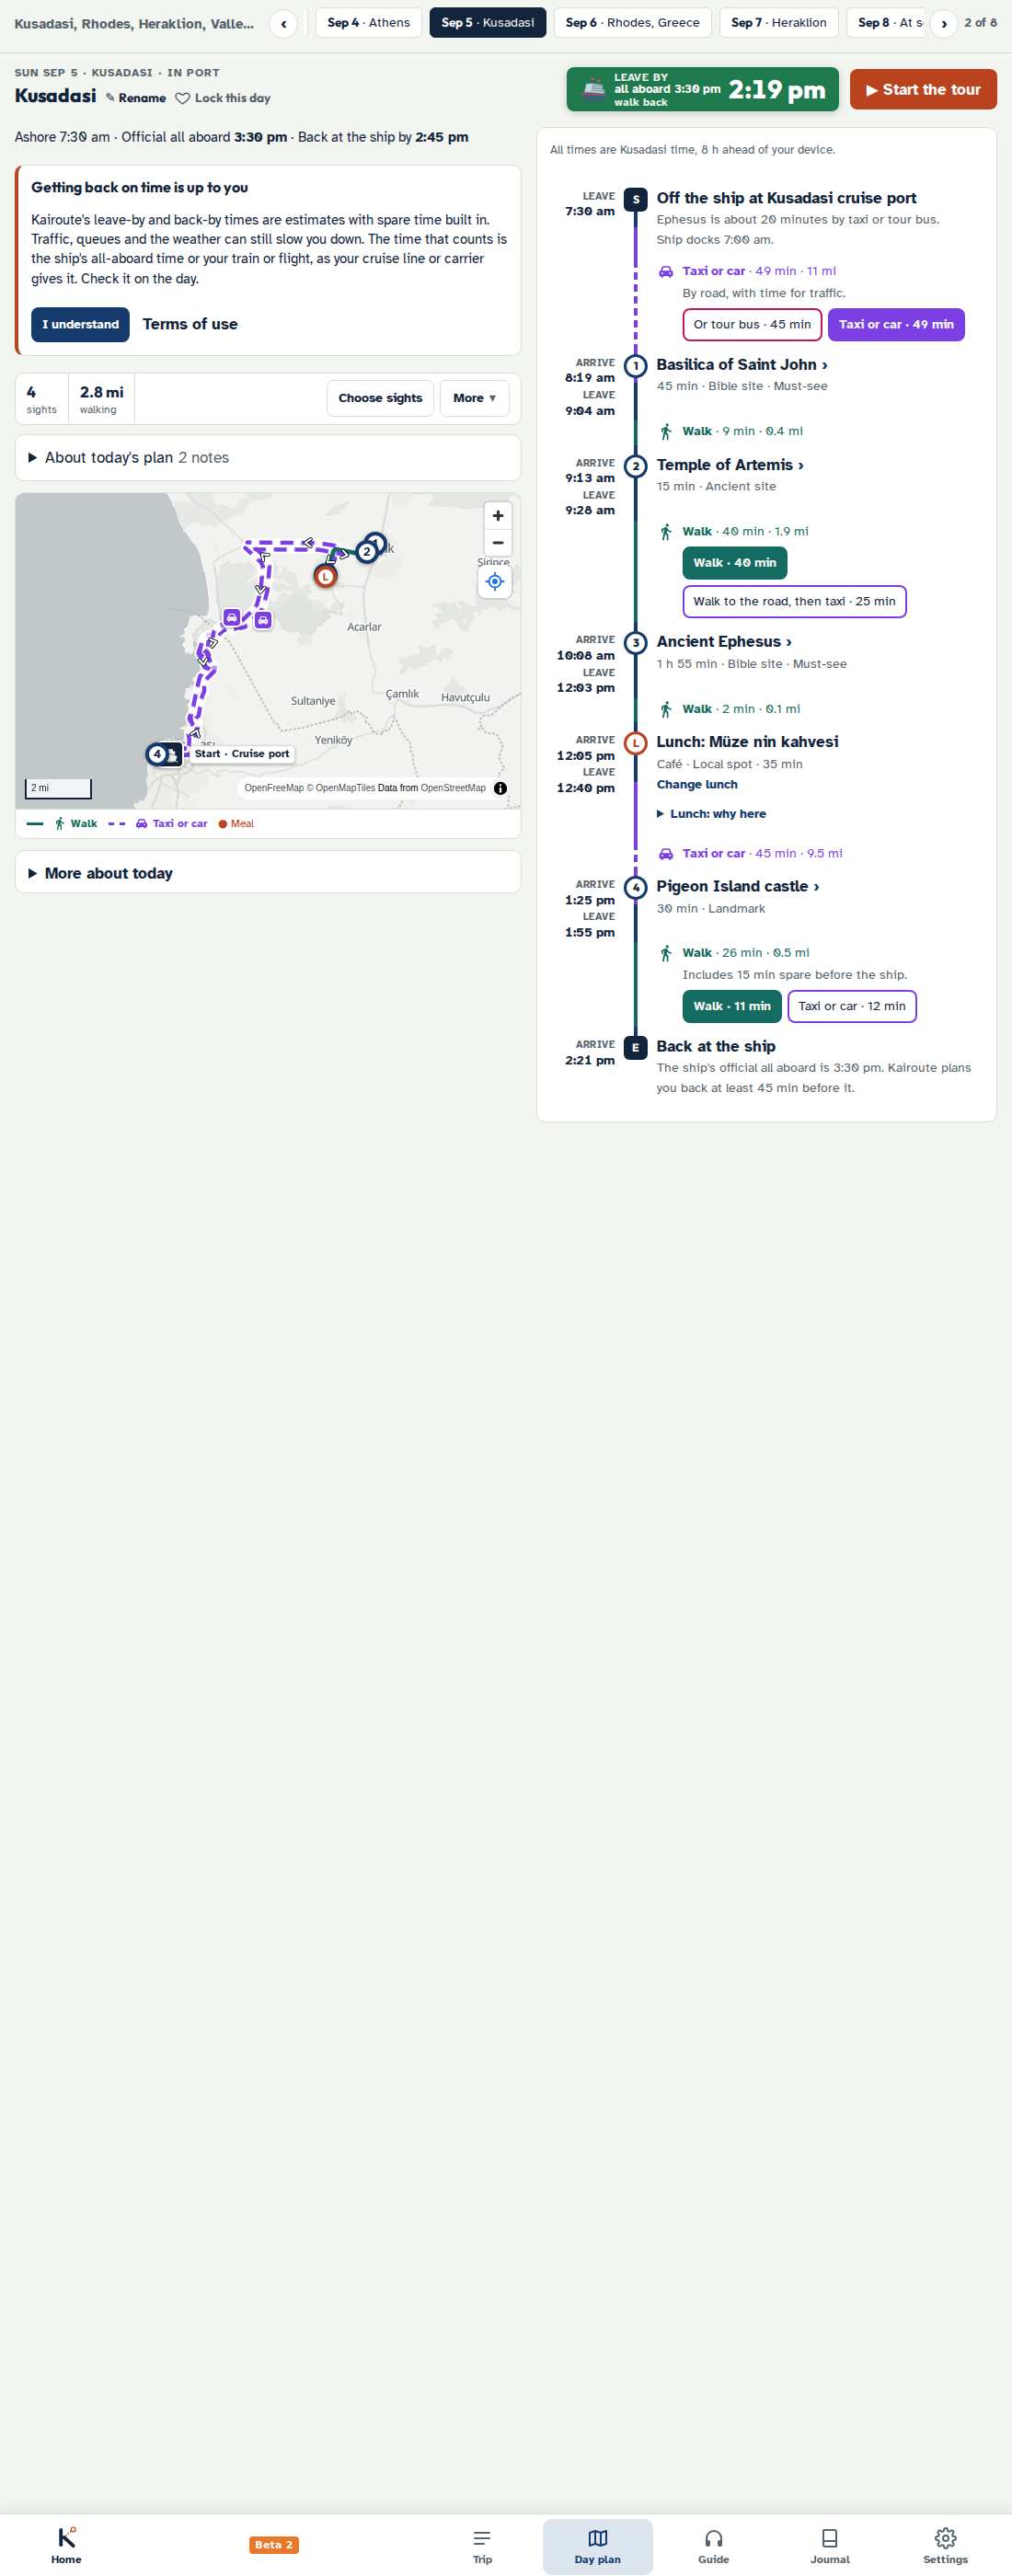 Kusadasi, Rhodes, Heraklion, Valle...
‹
Sep 4 · Athens
Sep 5 · Kusadasi
Sep 6 · Rhodes, Greece
Sep 7 · Heraklion
Sep 8 · At s
›
2 of 8
SUN SEP 5 · KUSADASI · IN PORT
Kusadasi
✎ Rename
Lock this day
LEAVE BY
all aboard 3:30 pm
walk back
2:19 pm
▶ Start the tour
Ashore 7:30 am · Official all aboard 3:30 pm · Back at the ship by 2:45 pm
Getting back on time is up to you
Kairoute's leave-by and back-by times are estimates with spare time built in.
Traffic, queues and the weather can still slow you down. The time that counts is
the ship's all-aboard time or your train or flight, as your cruise line or carrier
gives it. Check it on the day.
I understand
Terms of use
4
sights
2.8 mi
walking
Choose sights
More ▼
▶ About today's plan 2 notes
+
−
2
L
4
Şirince
Acarlar
Sultaniye
Çamlık
Havutçulu
Yeniköy
Start · Cruise port
2 mi
OpenFreeMap © OpenMapTiles Data from OpenStreetMap
Walk
Taxi or car
Meal
▶ More about today
All times are Kusadasi time, 8 h ahead of your device.
LEAVE
7:30 am
S
Off the ship at Kusadasi cruise port
Ephesus is about 20 minutes by taxi or tour bus.
Ship docks 7:00 am.
Taxi or car · 49 min · 11 mi
By road, with time for traffic.
Or tour bus · 45 min
Taxi or car · 49 min
ARRIVE
8:19 am
LEAVE
9:04 am
1
Basilica of Saint John ›
45 min · Bible site · Must-see
Walk · 9 min · 0.4 mi
ARRIVE
9:13 am
LEAVE
9:28 am
2
Temple of Artemis ›
15 min · Ancient site
Walk · 40 min · 1.9 mi
Walk · 40 min
Walk to the road, then taxi · 25 min
ARRIVE
10:08 am
LEAVE
12:03 pm
3
Ancient Ephesus ›
1 h 55 min · Bible site · Must-see
Walk · 2 min · 0.1 mi
ARRIVE
12:05 pm
LEAVE
12:40 pm
L
Lunch: Müze nin kahvesi
Café · Local spot · 35 min
Change lunch
▶ Lunch: why here
Taxi or car · 45 min · 9.5 mi
ARRIVE
1:25 pm
LEAVE
1:55 pm
4
Pigeon Island castle ›
30 min · Landmark
Walk · 26 min · 0.5 mi
Includes 15 min spare before the ship.
Walk · 11 min
Taxi or car · 12 min
ARRIVE
2:21 pm
E
Back at the ship
The ship's official all aboard is 3:30 pm. Kairoute plans
you back at least 45 min before it.
Home
Beta 2
Trip
Day plan
Guide
Journal
Settings